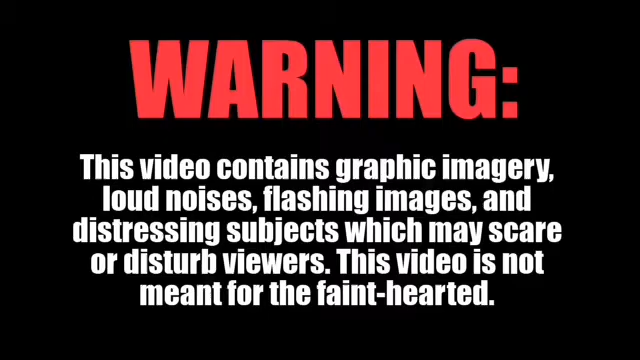 WARNING:
This video contains graphic imagery,
loud noises, flashing images, and
distressing subjects which may scare
or disturb viewers. This video is not
meant for the faint-hearted.